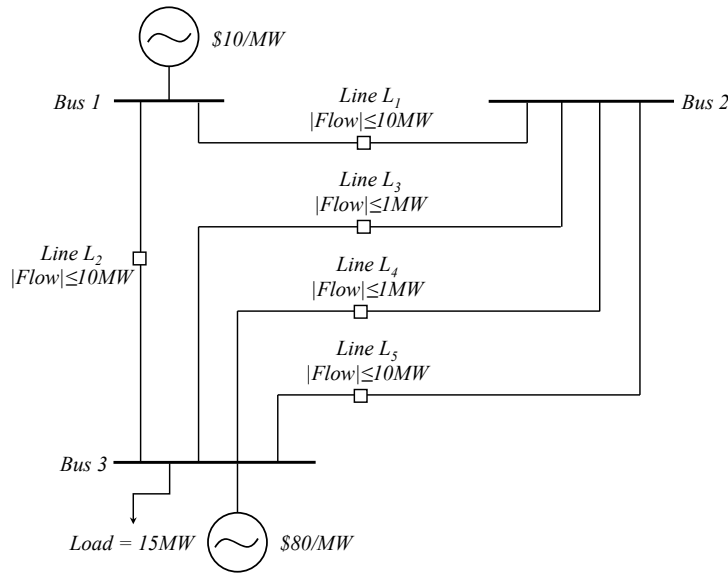 $10/MW
Bus 1
Line L₁
|Flow|≤10MW
Bus 2
Line L₃
|Flow|≤1MW
Line L₂
|Flow|≤10MW
Line L₄
|Flow|≤1MW
Line L₅
|Flow|≤10MW
Bus 3
Load = 15MW
$80/MW